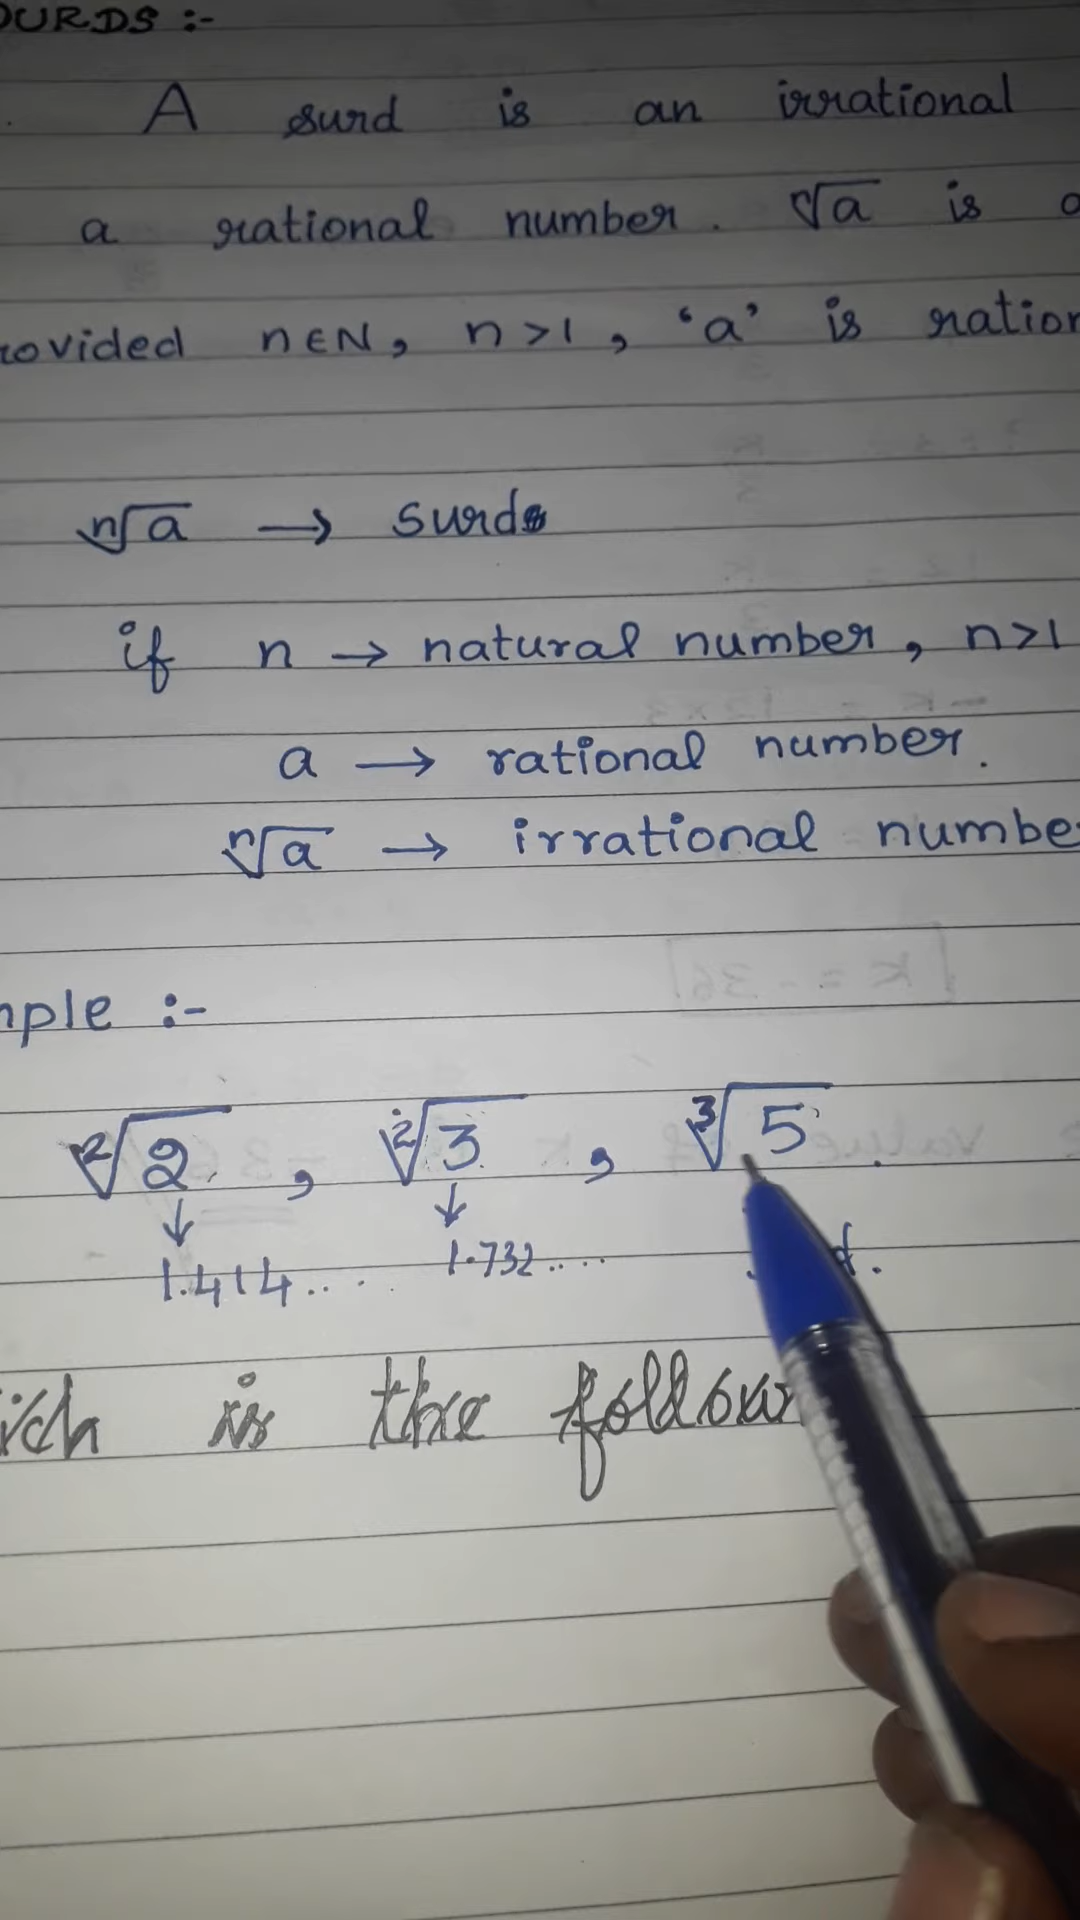 OURDS :-
A surd is an irrational
a rational number. ⁿ√a is a
rovided n∈N, n>1, 'a' is ration
ⁿ√a → surds
if n → natural number, n>1
a → rational number.
ⁿ√a → irrational numbe
mple :-
²√2, ²√3, ³√5
↓ ↓
1.414... . 1.732....
ich is the follow